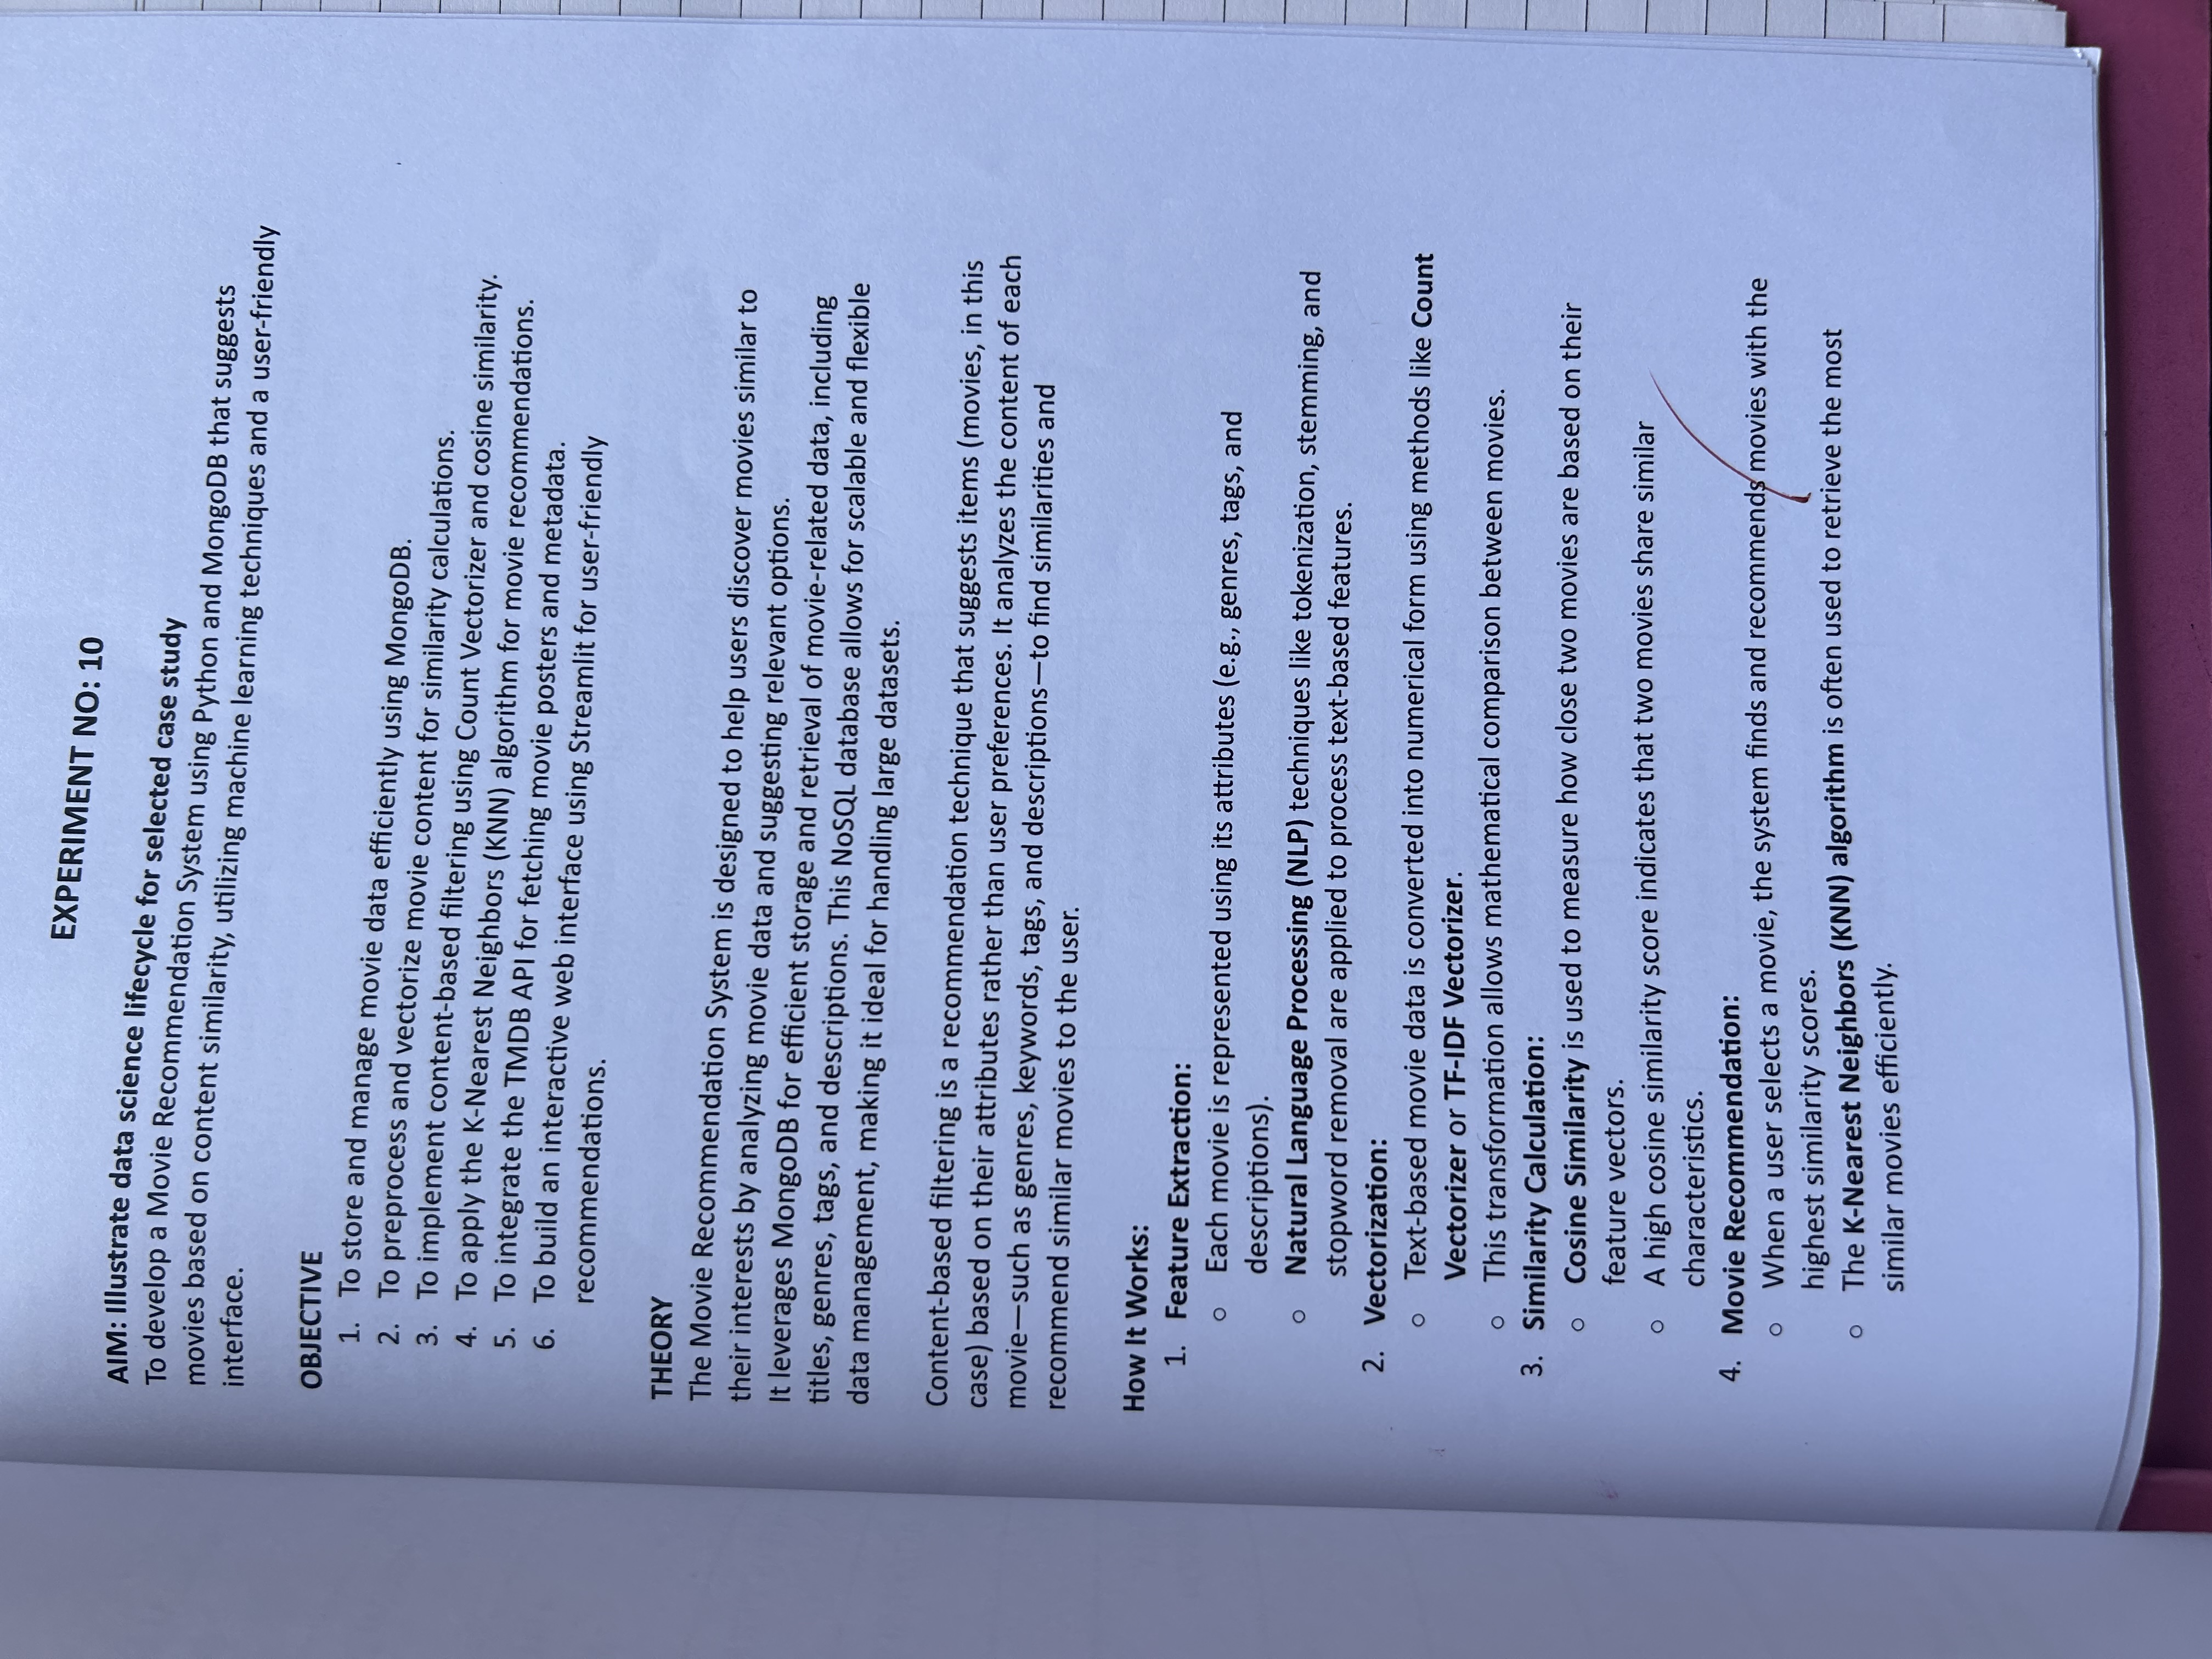 EXPERIMENT NO: 10
AIM: Illustrate data science lifecycle for selected case study
To develop a Movie Recommendation System using Python and MongoDB that suggests
movies based on content similarity, utilizing machine learning techniques and a user-friendly
interface.
OBJECTIVE
1. To store and manage movie data efficiently using MongoDB.
2. To preprocess and vectorize movie content for similarity calculations.
3. To implement content-based filtering using Count Vectorizer and cosine similarity.
4. To apply the K-Nearest Neighbors (KNN) algorithm for movie recommendations.
5. To integrate the TMDB API for fetching movie posters and metadata.
6. To build an interactive web interface using Streamlit for user-friendly
recommendations.
THEORY
The Movie Recommendation System is designed to help users discover movies similar to
their interests by analyzing movie data and suggesting relevant options.
It leverages MongoDB for efficient storage and retrieval of movie-related data, including
titles, genres, tags, and descriptions. This NoSQL database allows for scalable and flexible
data management, making it ideal for handling large datasets.
Content-based filtering is a recommendation technique that suggests items (movies, in this
case) based on their attributes rather than user preferences. It analyzes the content of each
movie—such as genres, keywords, tags, and descriptions—to find similarities and
recommend similar movies to the user.
How It Works:
1. Feature Extraction:
○ Each movie is represented using its attributes (e.g., genres, tags, and
descriptions).
○ Natural Language Processing (NLP) techniques like tokenization, stemming, and
stopword removal are applied to process text-based features.
2. Vectorization:
○ Text-based movie data is converted into numerical form using methods like Count
Vectorizer or TF-IDF Vectorizer.
○ This transformation allows mathematical comparison between movies.
3. Similarity Calculation:
○ Cosine Similarity is used to measure how close two movies are based on their
feature vectors.
○ A high cosine similarity score indicates that two movies share similar
characteristics.
4. Movie Recommendation:
○ When a user selects a movie, the system finds and recommends movies with the
highest similarity scores.
○ The K-Nearest Neighbors (KNN) algorithm is often used to retrieve the most
similar movies efficiently.